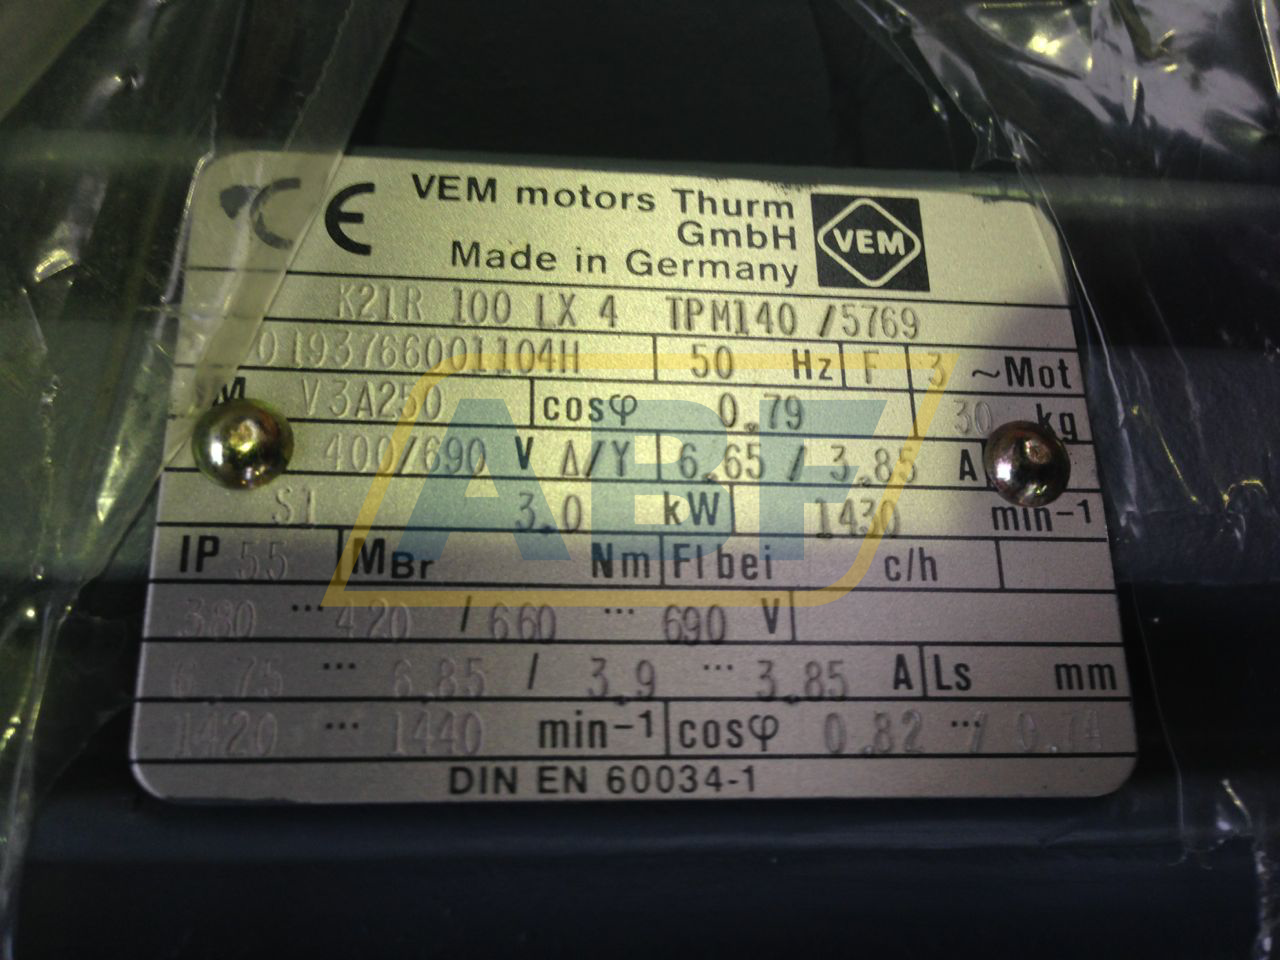 CE VEM motors Thurm
GmbH
Made in Germany
VEM
K21R 100 LX 4 TPM140 /5769
0193766001104H 50 Hz F 3 ~Mot
V3A250 cosφ 0.79 30 kg
400/690 V Δ/Y 6.65 / 3.85 A
S1 3.0 kW 1430 min-1
IP 55 MBr Nm Fl bei c/h
380 ... 420 / 660 ... 690 V
6.75 ... 6.85 / 3.9 ... 3.85 A Ls mm
1420 ... 1440 min-1 cosφ 0.82 ... / 0.74
DIN EN 60034-1
ABF